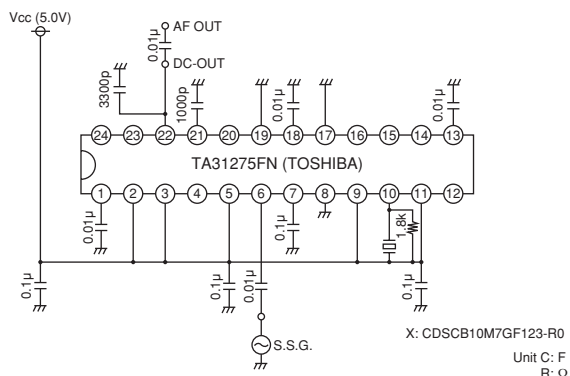 Vcc (5.0V)
AF OUT
0.01µ
DC-OUT
3300p
1000p
0.01µ
0.01µ
24 23 22 21 20 19 18 17 16 15 14 13
TA31275FN (TOSHIBA)
1 2 3 4 5 6 7 8 9 10 11 12
0.01µ
0.1µ
1.8k
0.1µ
0.1µ
0.01µ
0.1µ
X: CDSCB10M7GF123-R0
S.S.G.
Unit C: F
R: Ω